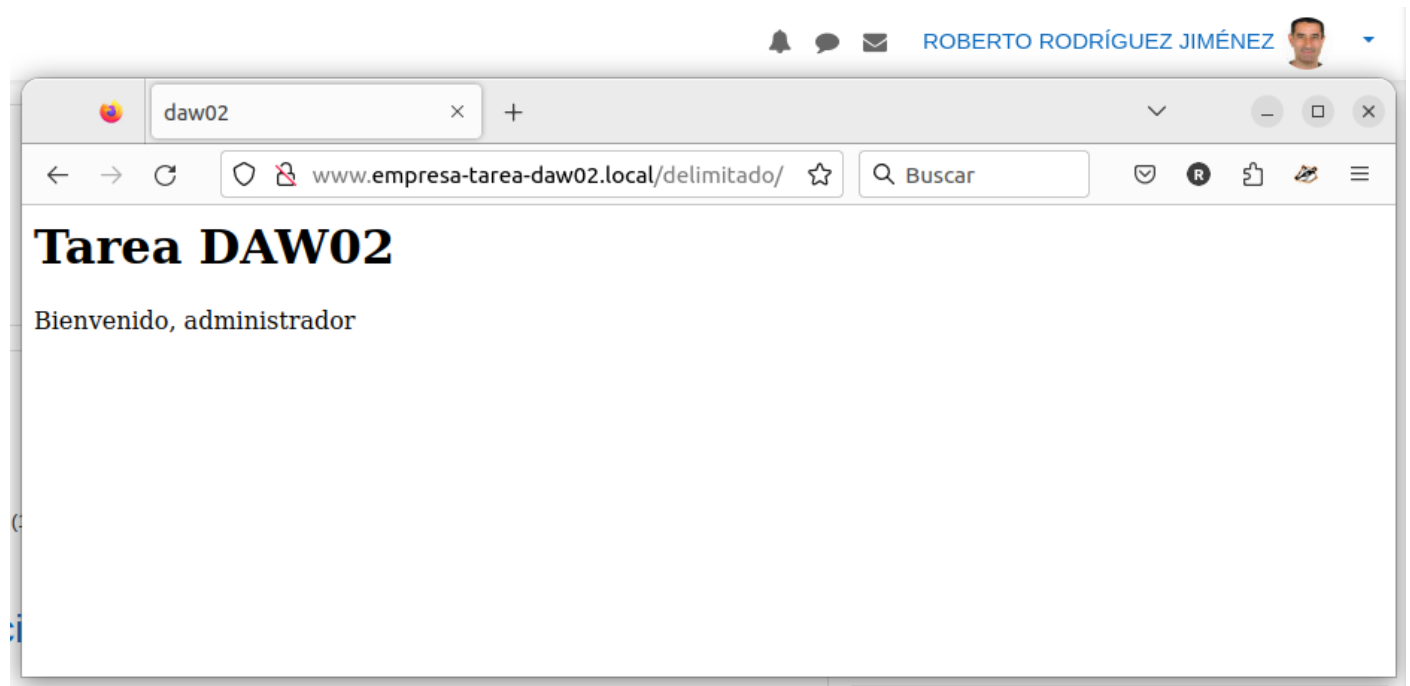 ROBERTO RODRÍGUEZ JIMÉNEZ
daw02
www.empresa-tarea-daw02.local/delimitado/
Buscar
R
Tarea DAW02
Bienvenido, administrador